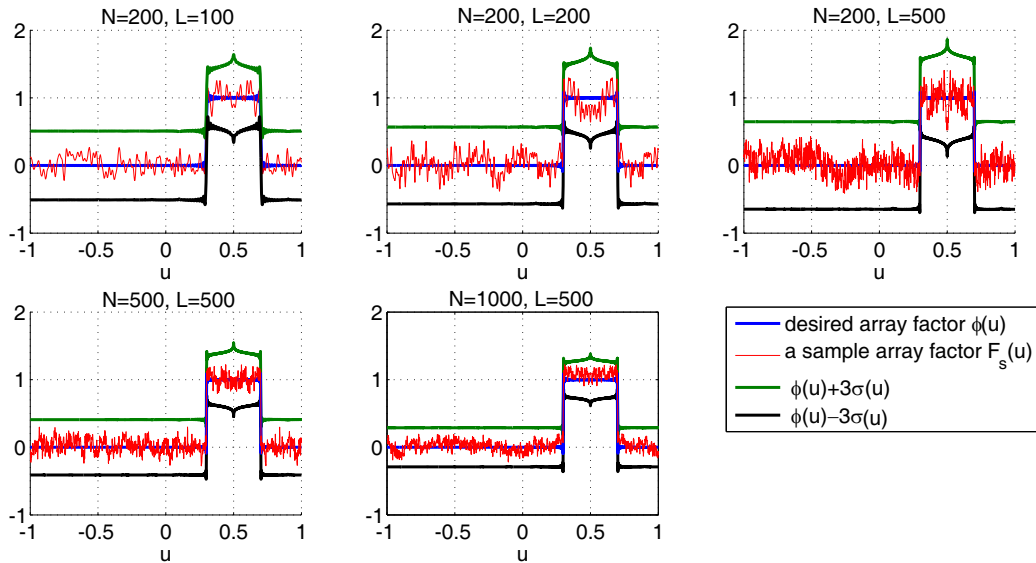 N=200, L=100
N=200, L=200
N=200, L=500
2
1
0
-1
-1 -0.5 0 0.5 1
u
2
1
0
-1
-1 -0.5 0 0.5 1
u
2
1
0
-1
-1 -0.5 0 0.5 1
u
N=500, L=500
N=1000, L=500
2
1
0
-1
-1 -0.5 0 0.5 1
u
2
1
0
-1
-1 -0.5 0 0.5 1
u
desired array factor ϕ(u)
a sample array factor F_s(u)
ϕ(u)+3σ(u)
ϕ(u)−3σ(u)